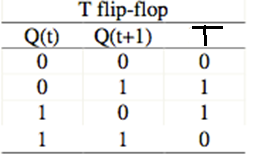 T flip-flop
Q(t) Q(t+1) T
0 0 0
0 1 1
1 0 1
1 1 0